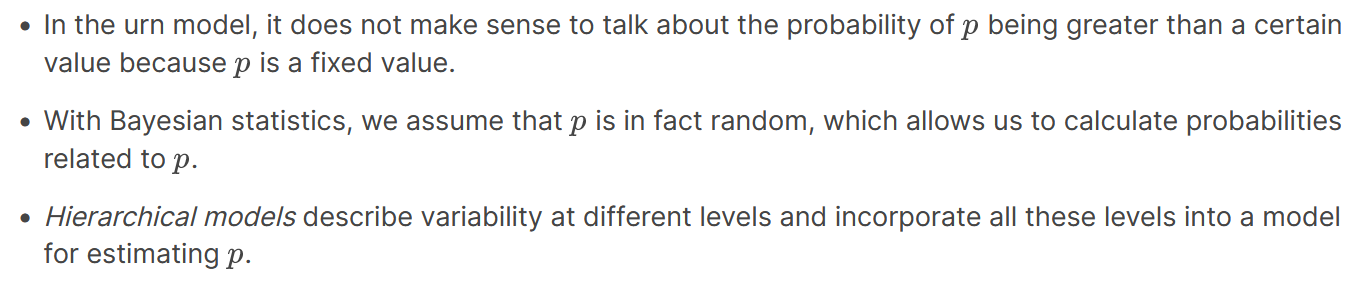 • In the urn model, it does not make sense to talk about the probability of p being greater than a certain
value because p is a fixed value.
• With Bayesian statistics, we assume that p is in fact random, which allows us to calculate probabilities
related to p.
• Hierarchical models describe variability at different levels and incorporate all these levels into a model
for estimating p.